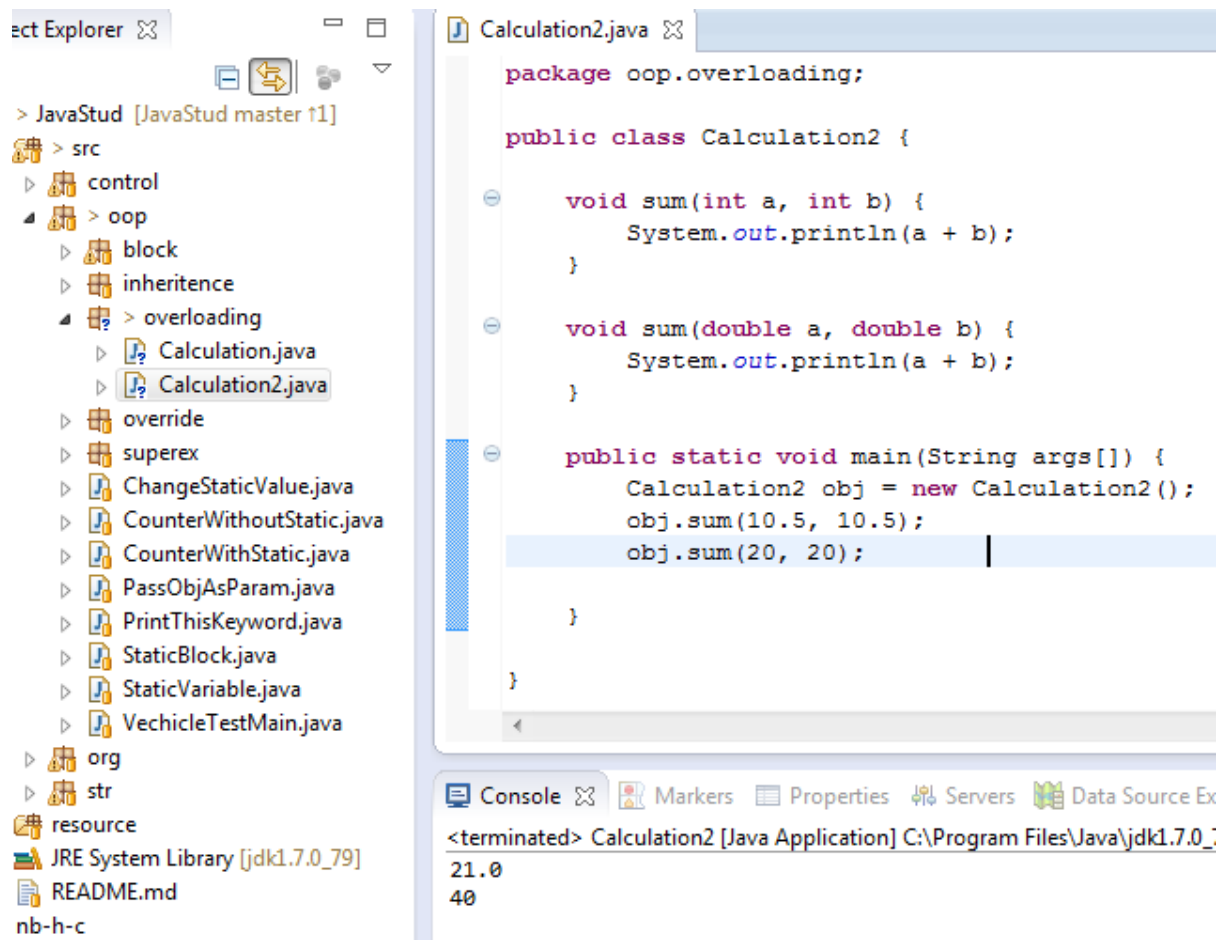 ect Explorer
> JavaStud [JavaStud master ↑1]
> src
control
> oop
block
inheritence
> overloading
Calculation.java
Calculation2.java
override
superex
ChangeStaticValue.java
CounterWithoutStatic.java
CounterWithStatic.java
PassObjAsParam.java
PrintThisKeyword.java
StaticBlock.java
StaticVariable.java
VechicleTestMain.java
org
str
resource
JRE System Library [jdk1.7.0_79]
README.md
nb-h-c
Calculation2.java
package oop.overloading;
public class Calculation2 {
void sum(int a, int b) {
System.out.println(a + b);
}
void sum(double a, double b) {
System.out.println(a + b);
}
public static void main(String args[]) {
Calculation2 obj = new Calculation2();
obj.sum(10.5, 10.5);
obj.sum(20, 20);
}
}
Console Markers Properties Servers Data Source Ex
<terminated> Calculation2 [Java Application] C:\Program Files\Java\jdk1.7.0_7
21.0
40